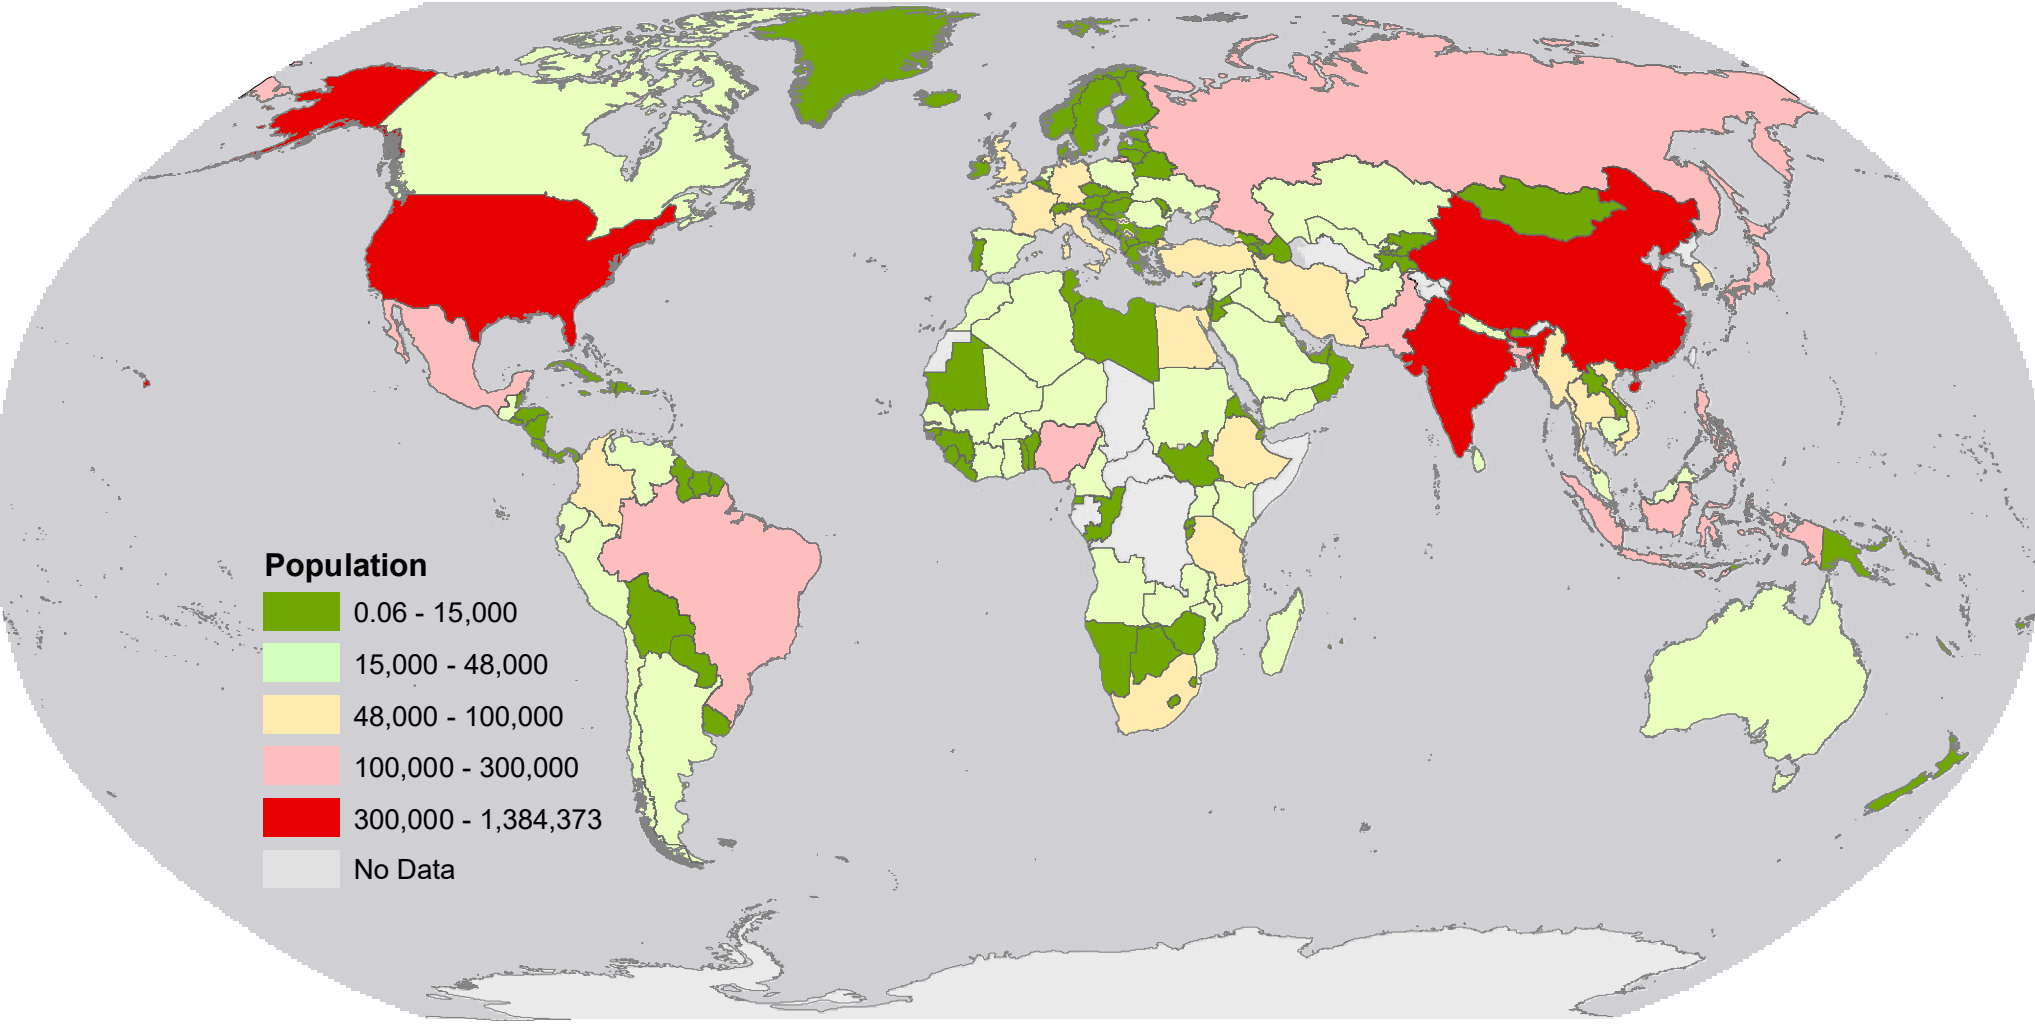 Population
0.06 - 15,000
15,000 - 48,000
48,000 - 100,000
100,000 - 300,000
300,000 - 1,384,373
No Data